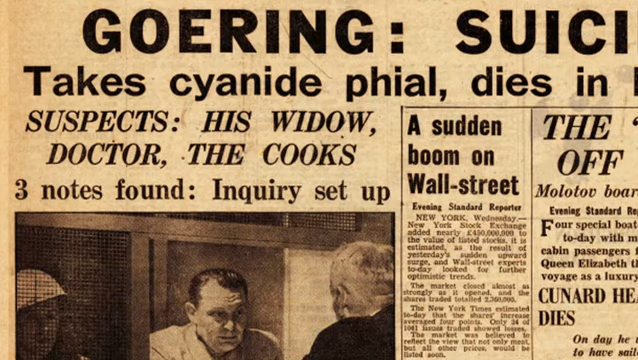 GOERING: SUICI
Takes cyanide phial, dies in
SUSPECTS: HIS WIDOW,
DOCTOR, THE COOKS
3 notes found: Inquiry set up
A sudden
boom on
Wall-street
Evening Standard Reporter
NEW YORK, Wednesday.—
New York Stock Exchange
added nearly £450,000,000 to
the value of listed stocks, it is
estimated, as the result of
yesterday's sudden upward
surge, and Wall-street experts
to-day looked for further
optimistic trends.
The market closed almost as
strongly as it opened, and the
shares traded totalled 2,360,000.
The New York Times estimated
to-day that the shares' increase
averaged four points. Only 34 of
1041 issues traded showed losses.
The market was believed to
reflect the view that not only meat,
but all other prices, would be
listed soon.
THE '
OFF
Molotov boar
Evening Standard Re
Four special boat
to-day with m
cabin passengers f
Queen Elizabeth th
voyage as a luxury
CUNARD HEA
DIES
On day he w
to have sail